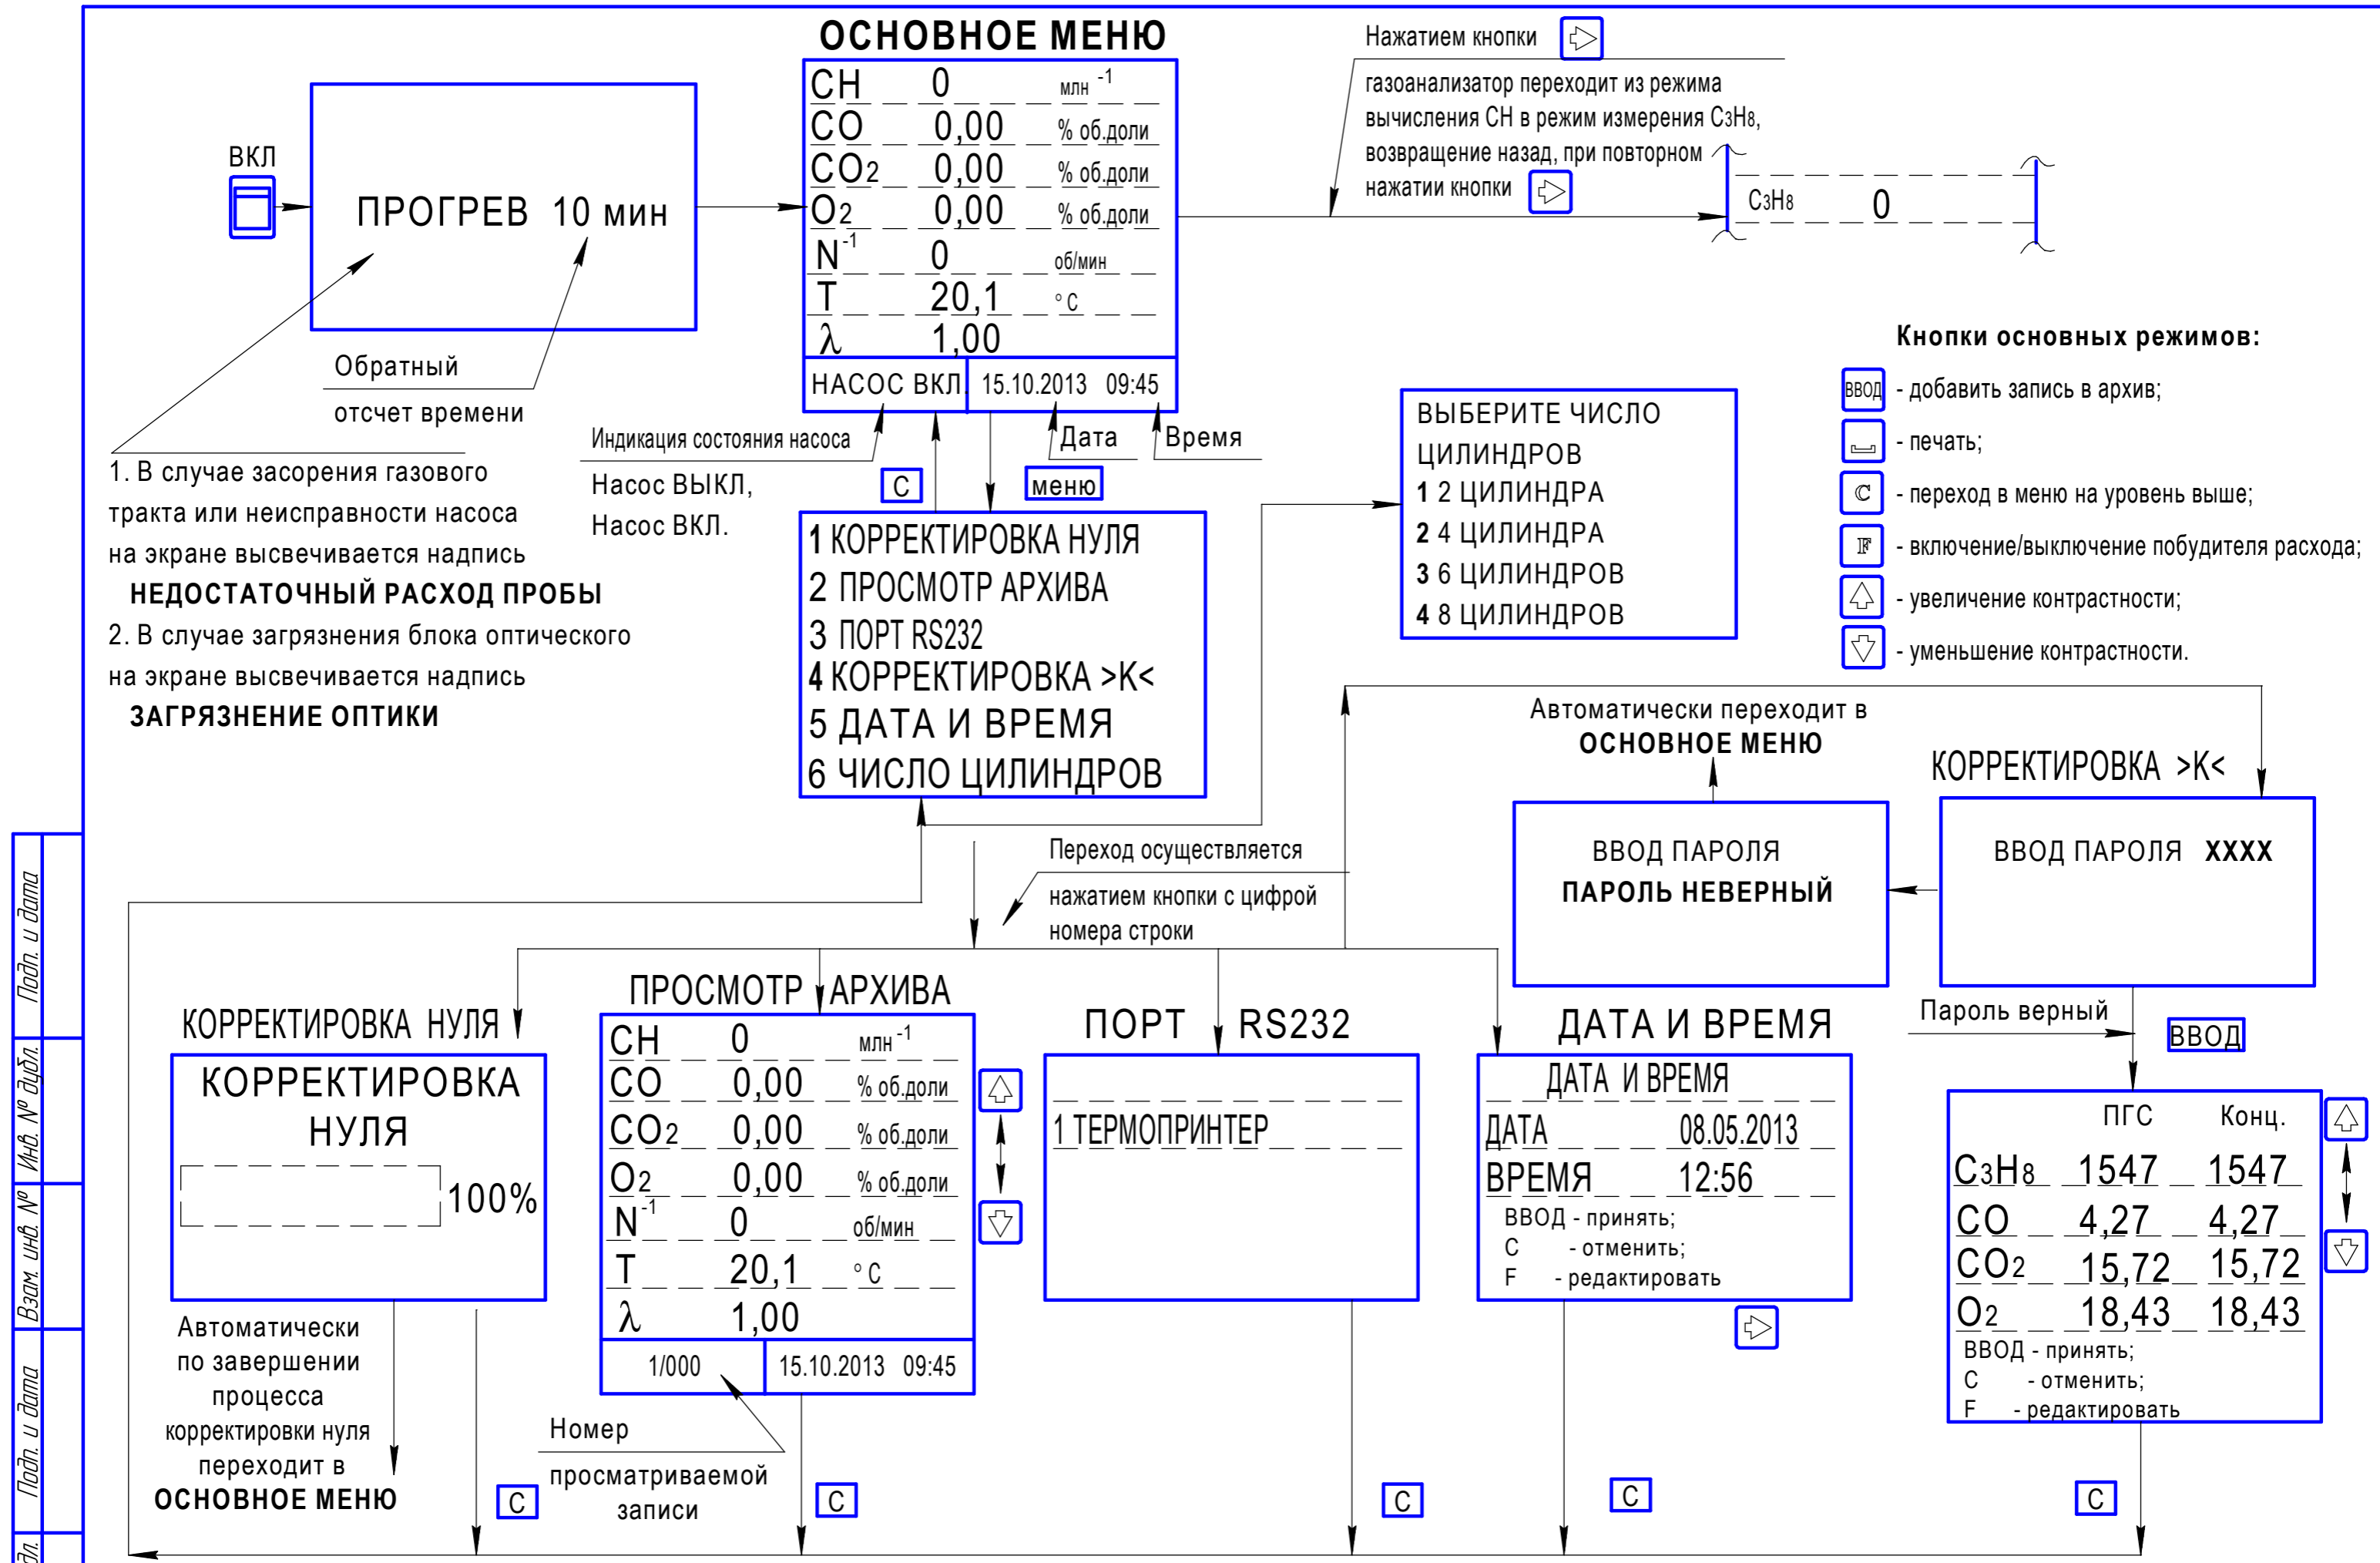 ОСНОВНОЕ МЕНЮ
ВКЛ
ПРОГРЕВ 10 мин
Обратный
отсчет времени
1. В случае засорения газового
тракта или неисправности насоса
на экране высвечивается надпись
НЕДОСТАТОЧНЫЙ РАСХОД ПРОБЫ
2. В случае загрязнения блока оптического
на экране высвечивается надпись
ЗАГРЯЗНЕНИЕ ОПТИКИ
CH 0 млн -1
CO 0,00 % об.доли
CO2 0,00 % об.доли
O2 0,00 % об.доли
N-1 0 об/мин
T 20,1 °C
λ 1,00
НАСОС ВКЛ. 15.10.2013 09:45
Индикация состояния насоса
Насос ВЫКЛ,
Насос ВКЛ.
Дата
Время
С
меню
Нажатием кнопки
газоанализатор переходит из режима
вычисления СН в режим измерения С3Н8,
возвращение назад, при повторном
нажатии кнопки
C3H8 0
1 КОРРЕКТИРОВКА НУЛЯ
2 ПРОСМОТР АРХИВА
3 ПОРТ RS232
4 КОРРЕКТИРОВКА >K<
5 ДАТА И ВРЕМЯ
6 ЧИСЛО ЦИЛИНДРОВ
ВЫБЕРИТЕ ЧИСЛО
ЦИЛИНДРОВ
1 2 ЦИЛИНДРА
2 4 ЦИЛИНДРА
3 6 ЦИЛИНДРОВ
4 8 ЦИЛИНДРОВ
Кнопки основных режимов:
ВВОД - добавить запись в архив;
- печать;
C - переход в меню на уровень выше;
F - включение/выключение побудителя расхода;
- увеличение контрастности;
- уменьшение контрастности.
Переход осуществляется
нажатием кнопки с цифрой
номера строки
Автоматически переходит в
ОСНОВНОЕ МЕНЮ
ВВОД ПАРОЛЯ
ПАРОЛЬ НЕВЕРНЫЙ
КОРРЕКТИРОВКА >K<
ВВОД ПАРОЛЯ XXXX
Пароль верный
ВВОД
КОРРЕКТИРОВКА НУЛЯ
КОРРЕКТИРОВКА
НУЛЯ
100%
Автоматически
по завершении
процесса
корректировки нуля
переходит в
ОСНОВНОЕ МЕНЮ
С
ПРОСМОТР АРХИВА
CH 0 млн -1
CO 0,00 % об.доли
CO2 0,00 % об.доли
O2 0,00 % об.доли
N-1 0 об/мин
T 20,1 °C
λ 1,00
1/000 15.10.2013 09:45
Номер
просматриваемой
записи
С
ПОРТ RS232
1 ТЕРМОПРИНТЕР
С
ДАТА И ВРЕМЯ
ДАТА И ВРЕМЯ
ДАТА 08.05.2013
ВРЕМЯ 12:56
ВВОД - принять;
С - отменить;
F - редактировать
С
ПГС Конц.
C3H8 1547 1547
CO 4,27 4,27
CO2 15,72 15,72
O2 18,43 18,43
ВВОД - принять;
С - отменить;
F - редактировать
С
Подп. и дата
Инв. № дубл.
Взам. инв. №
Подп. и дата